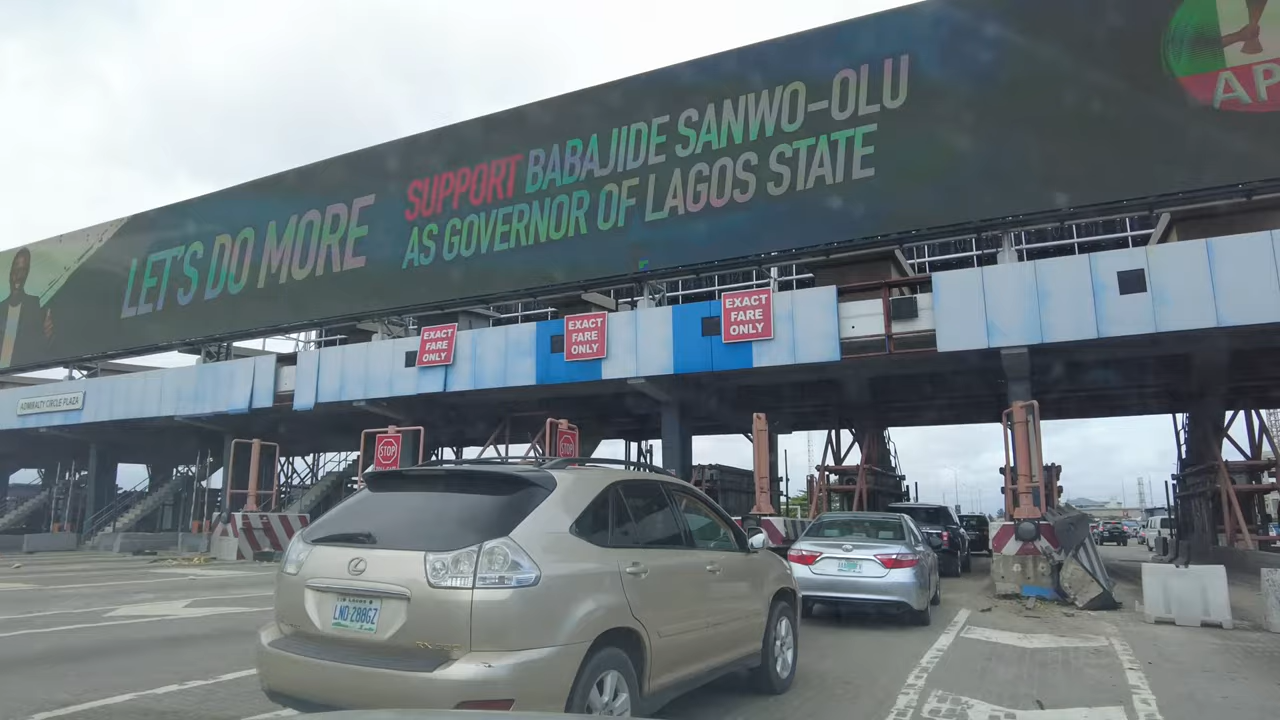 LET'S DO MORE
SUPPORT BABAJIDE SANWO-OLU
AS GOVERNOR OF LAGOS STATE
AP
EXACT
FARE
ONLY
EXACT
FARE
ONLY
EXACT
FARE
ONLY
ADMIRALTY CIRCLE PLAZA
STOP
STOP
LND 288GZ